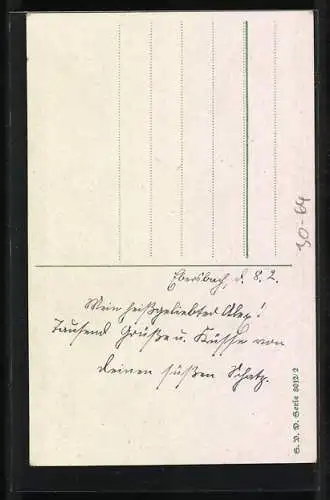 Ebersbach, d. 8. 2.
Mein heißgeliebter Alex!
Tausend Grüße u. Küsse von
deinem süßen Schatz.
30-64
Serie 8012/2